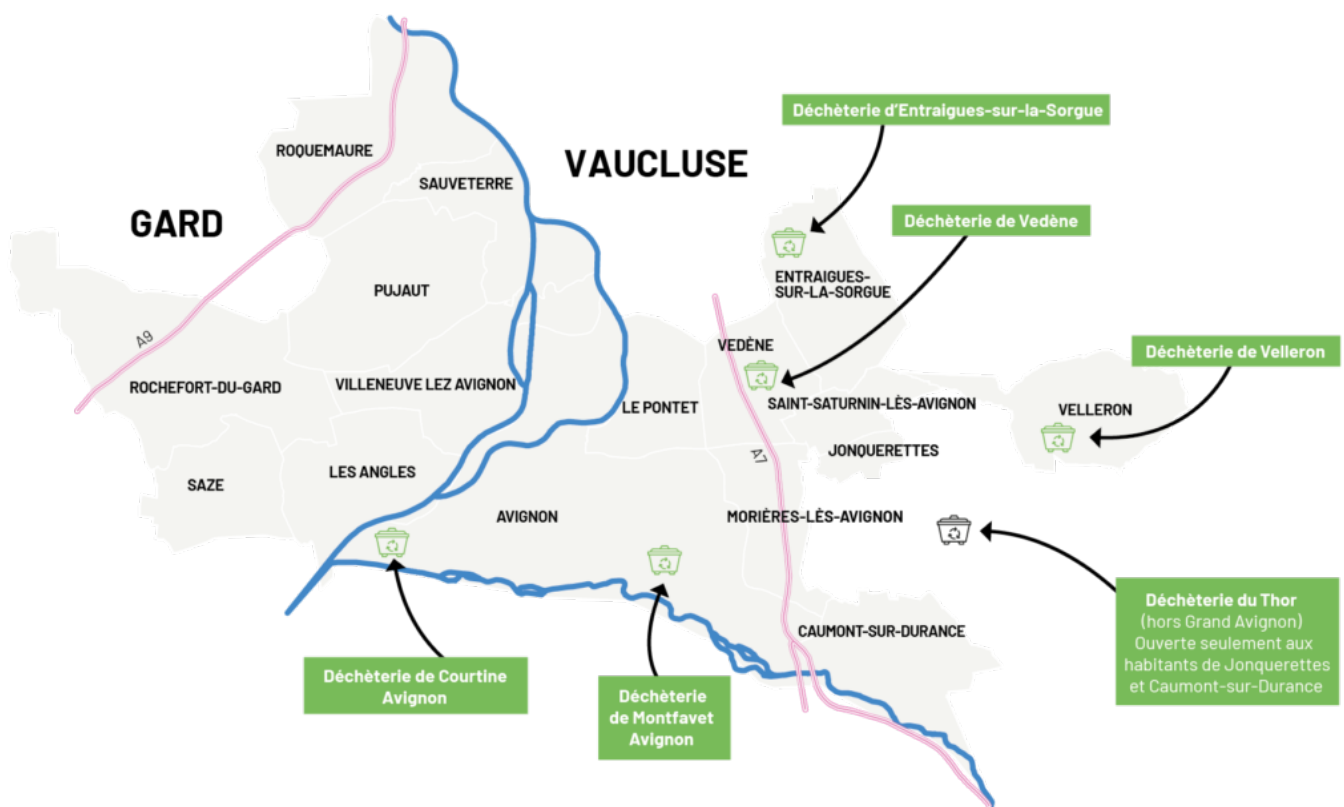 Déchèterie d'Entraigues-sur-la-Sorgue
ROQUEMAURE
VAUCLUSE
SAUVETERRE
GARD
Déchèterie de Vedène
ENTRAIGUES-
SUR-LA-SORGUE
PUJAUT
A9
VEDÈNE
Déchèterie de Velleron
ROCHEFORT-DU-GARD
VILLENEUVE LEZ AVIGNON
LE PONTET
SAINT-SATURNIN-LÈS-AVIGNON
VELLERON
JONQUERETTES
A7
LES ANGLES
SAZE
AVIGNON
MORIÈRES-LÈS-AVIGNON
Déchèterie du Thor
(hors Grand Avignon)
Ouverte seulement aux
habitants de Jonquerettes
et Caumont-sur-Durance
CAUMONT-SUR-DURANCE
Déchèterie de Courtine
Avignon
Déchèterie
de Montfavet
Avignon